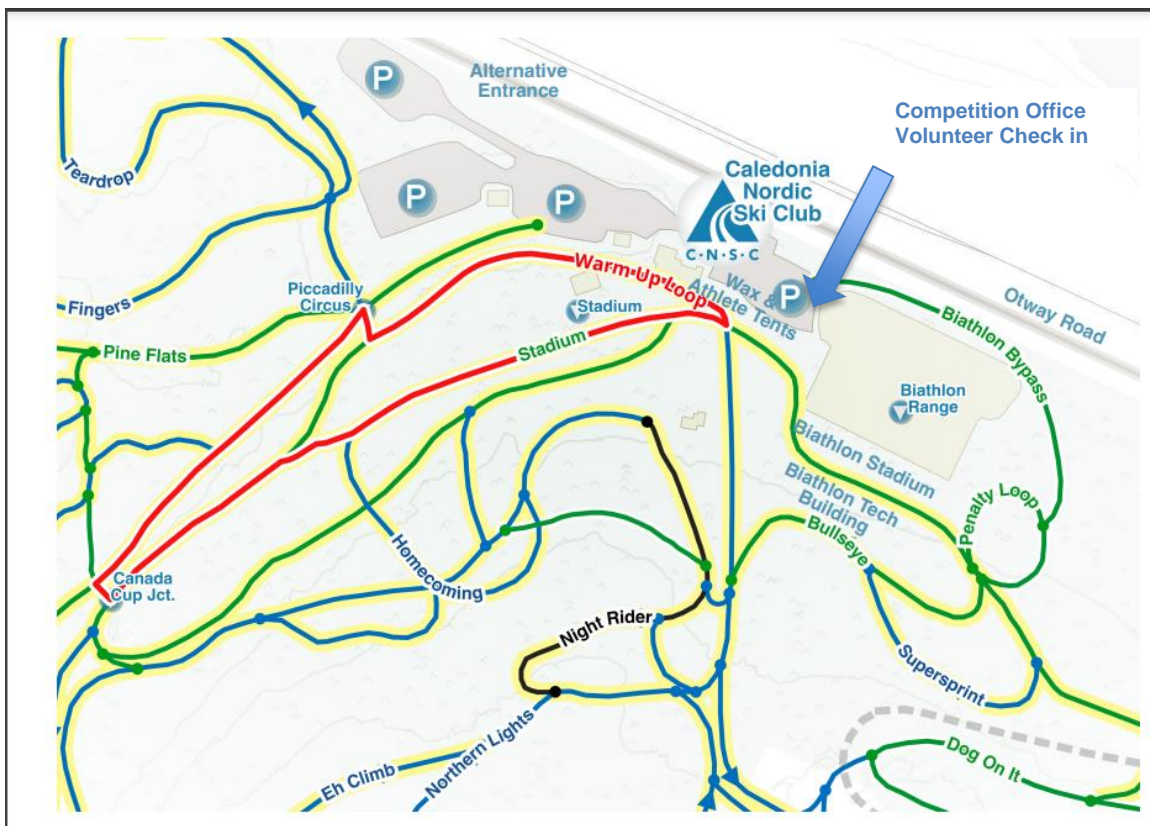 P
Alternative
Entrance
Competition Office
Volunteer Check in
Teardrop
P
P
Caledonia
Nordic
Ski Club
C·N·S·C
Piccadilly
Circus
Warm Up Loop
Wax &
Athlete Tents
P
Otway Road
Fingers
Stadium
Biathlon Bypass
Pine Flats
Stadium
Biathlon
Range
Biathlon Stadium
Biathlon Tech
Building
Penalty Loop
Bullseye
Homecoming
Canada
Cup Jct.
Night Rider
Supersprint
Northern Lights
Eh Climb
Dog On It